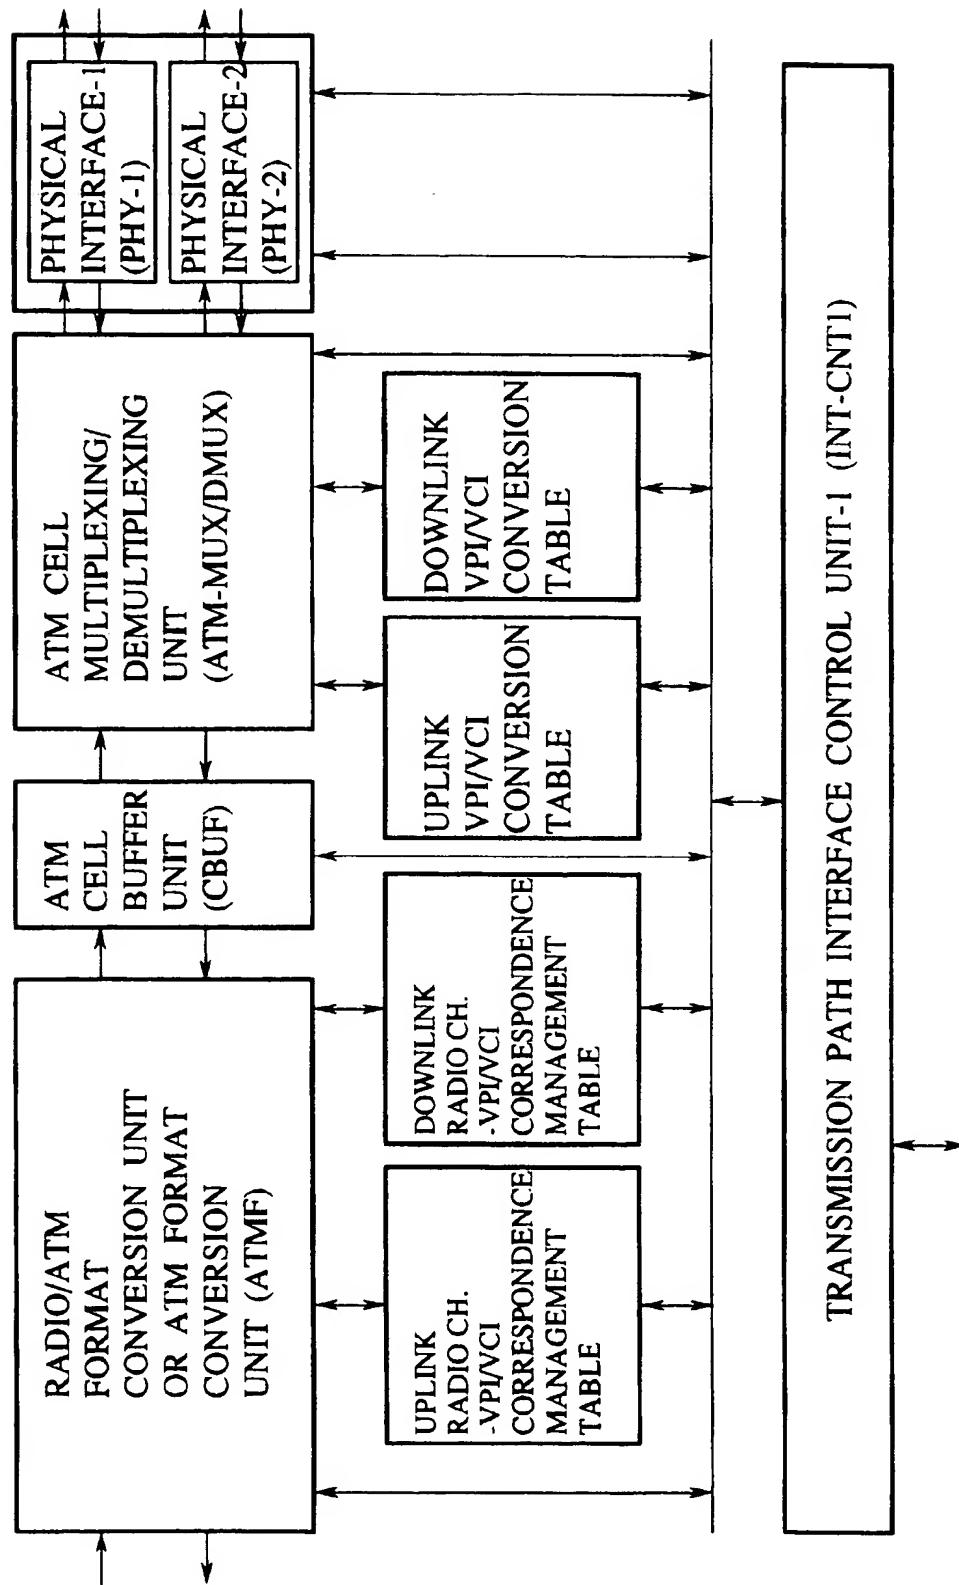 RADIO/ATM
FORMAT
CONVERSION UNIT
OR ATM FORMAT
CONVERSION
UNIT (ATMF)
ATM
CELL
BUFFER
UNIT
(CBUF)
ATM CELL
MULTIPLEXING/
DEMULTIPLEXING
UNIT
(ATM-MUX/DMUX)
PHYSICAL
INTERFACE-1
(PHY-1)
PHYSICAL
INTERFACE-2
(PHY-2)
UPLINK
RADIO CH.
-VPI/VCI
CORRESPONDENCE
MANAGEMENT
TABLE
DOWNLINK
RADIO CH.
-VPI/VCI
CORRESPONDENCE
MANAGEMENT
TABLE
UPLINK
VPI/VCI
CONVERSION
TABLE
DOWNLINK
VPI/VCI
CONVERSION
TABLE
TRANSMISSION PATH INTERFACE CONTROL UNIT-1 (INT-CNT1)